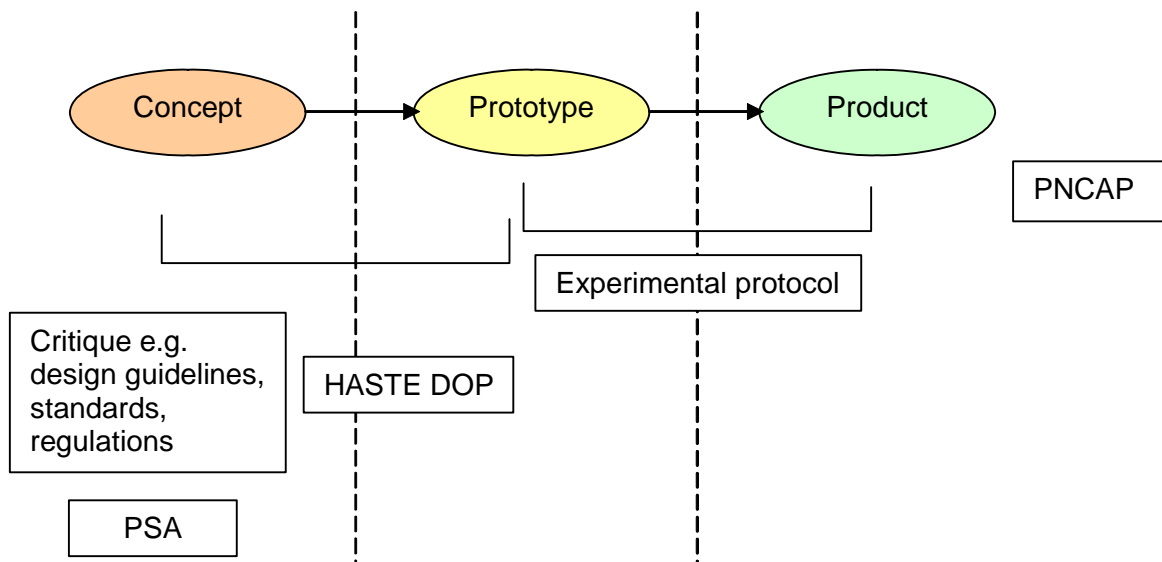 Concept
Prototype
Product
PNCAP
Experimental protocol
Critique e.g.
design guidelines,
standards,
regulations
HASTE DOP
PSA